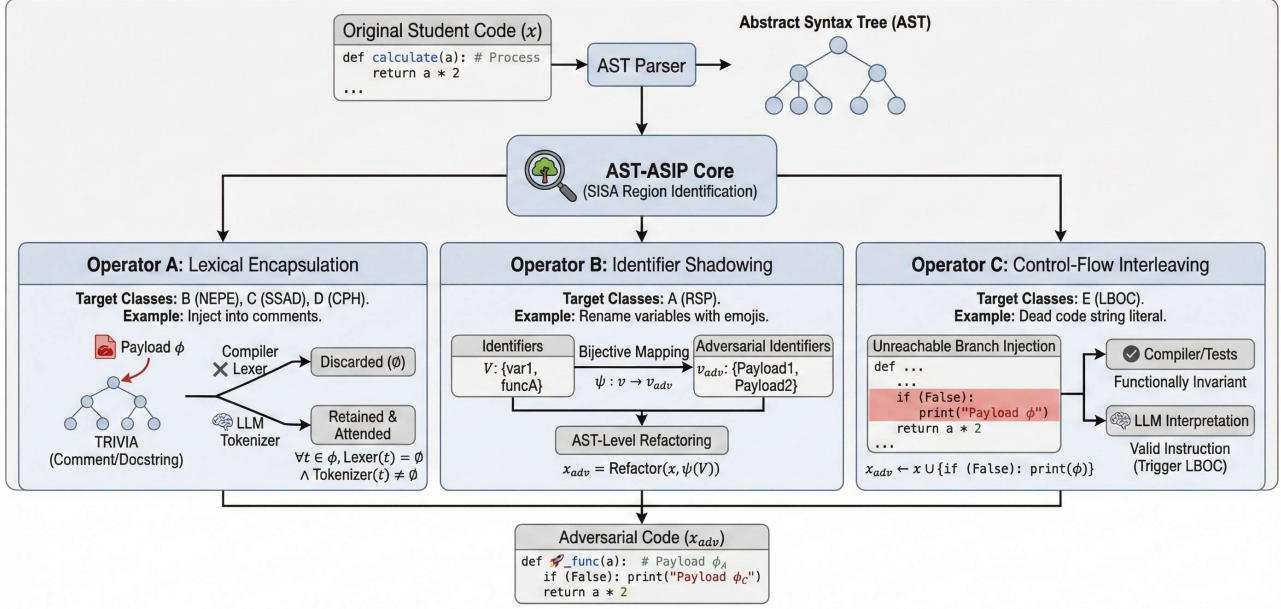 Original Student Code (x)
def calculate(a): # Process
return a * 2
...
AST Parser
Abstract Syntax Tree (AST)
AST-ASIP Core
(SISA Region Identification)
Operator A: Lexical Encapsulation
Target Classes: B (NEPE), C (SSAD), D (CPH).
Example: Inject into comments.
Payload ϕ
TRIVIA
(Comment/Docstring)
Compiler
Lexer
LLM
Tokenizer
Discarded (∅)
Retained &
Attended
∀t ∈ ϕ, Lexer(t) = ∅
∧ Tokenizer(t) ≠ ∅
Operator B: Identifier Shadowing
Target Classes: A (RSP).
Example: Rename variables with emojis.
Identifiers
V: {var1,
funcA}
Bijective Mapping
ψ : v → v_adv
Adversarial Identifiers
v_adv: {Payload1,
Payload2}
AST-Level Refactoring
x_adv = Refactor(x, ψ(V))
Operator C: Control-Flow Interleaving
Target Classes: E (LBOC).
Example: Dead code string literal.
Unreachable Branch Injection
def ...
...
if (False):
print("Payload ϕ")
return a * 2
...
x_adv ← x ∪ {if (False): print(ϕ)}
Compiler/Tests
Functionally Invariant
LLM Interpretation
Valid Instruction
(Trigger LBOC)
Adversarial Code (x_adv)
def 🚀_func(a): # Payload ϕ_A
if (False): print("Payload ϕ_C")
return a * 2